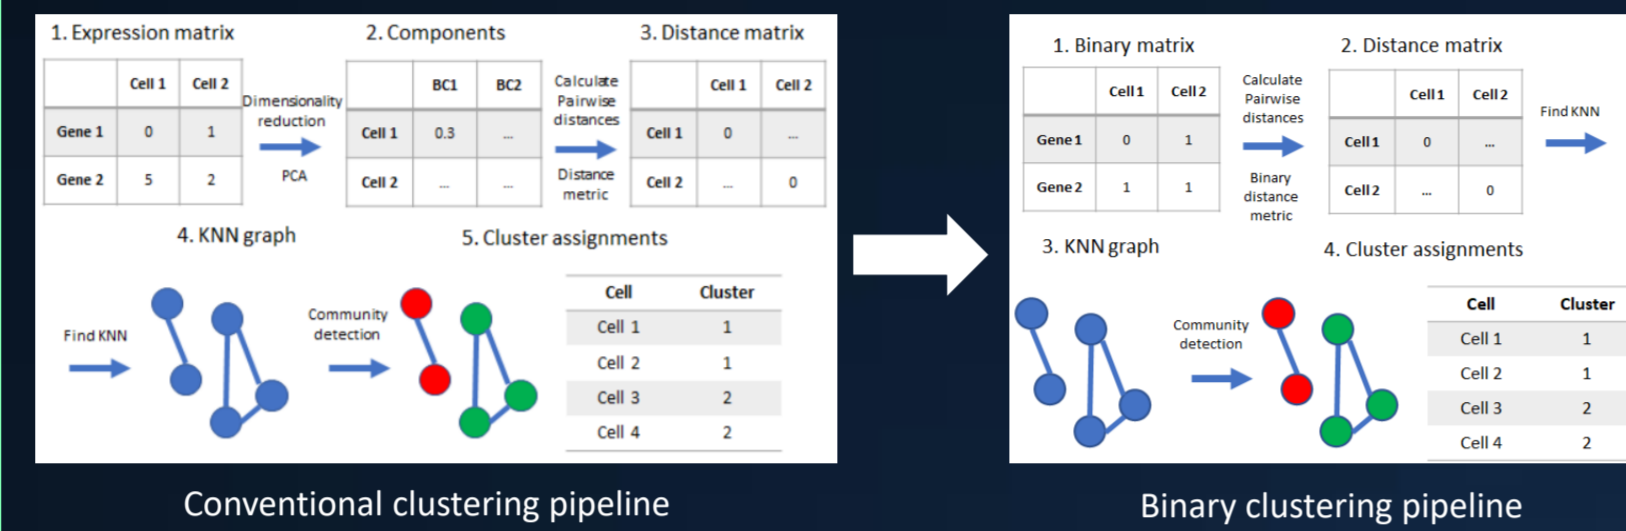 1. Expression matrix
Cell 1 Cell 2
Gene 1 0 1
Gene 2 5 2
Dimensionality
reduction
PCA
2. Components
BC1 BC2
Cell 1 0.3 ...
Cell 2 ... ...
Calculate
Pairwise
distances
Distance
metric
3. Distance matrix
Cell 1 Cell 2
Cell 1 0 ...
Cell 2 ... 0
Find KNN
4. KNN graph
Community
detection
5. Cluster assignments
Cell Cluster
Cell 1 1
Cell 2 1
Cell 3 2
Cell 4 2
Conventional clustering pipeline
1. Binary matrix
Cell 1 Cell 2
Gene 1 0 1
Gene 2 1 1
Calculate
Pairwise
distances
Binary
distance
metric
2. Distance matrix
Cell 1 Cell 2
Cell 1 0 ...
Cell 2 ... 0
Find KNN
3. KNN graph
Community
detection
4. Cluster assignments
Cell Cluster
Cell 1 1
Cell 2 1
Cell 3 2
Cell 4 2
Binary clustering pipeline